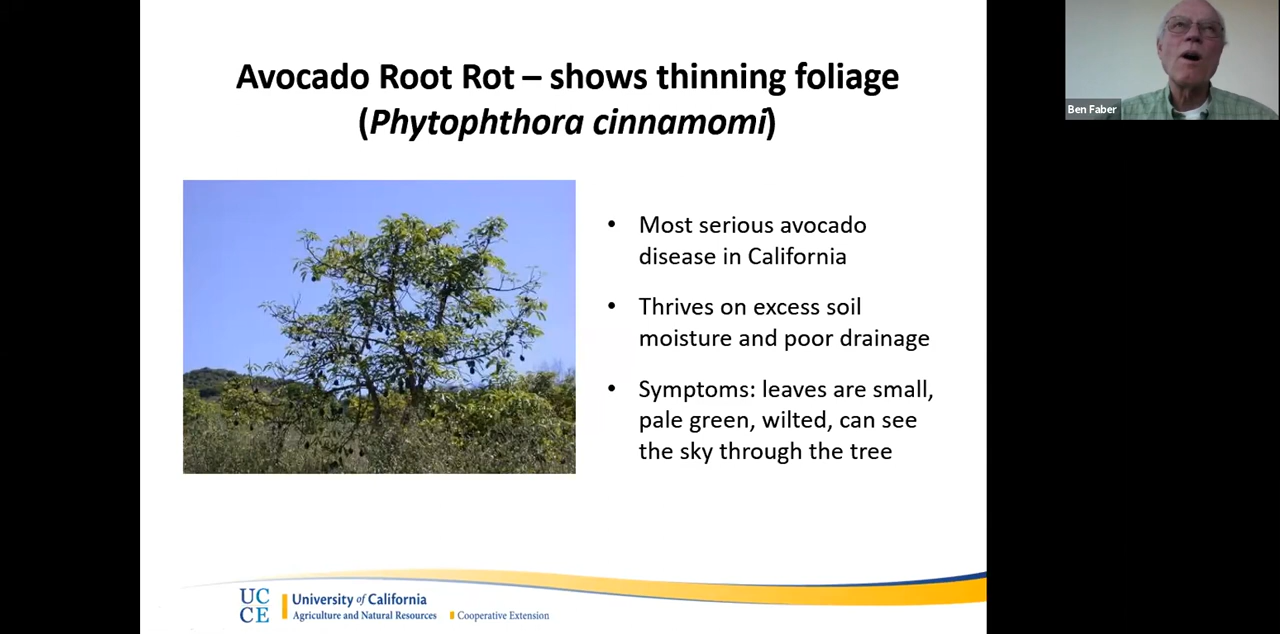 Avocado Root Rot – shows thinning foliage
(Phytophthora cinnamomi)
• Most serious avocado
disease in California
• Thrives on excess soil
moisture and poor drainage
• Symptoms: leaves are small,
pale green, wilted, can see
the sky through the tree
UC
CE
University of California
Agriculture and Natural Resources
Cooperative Extension
Ben Faber